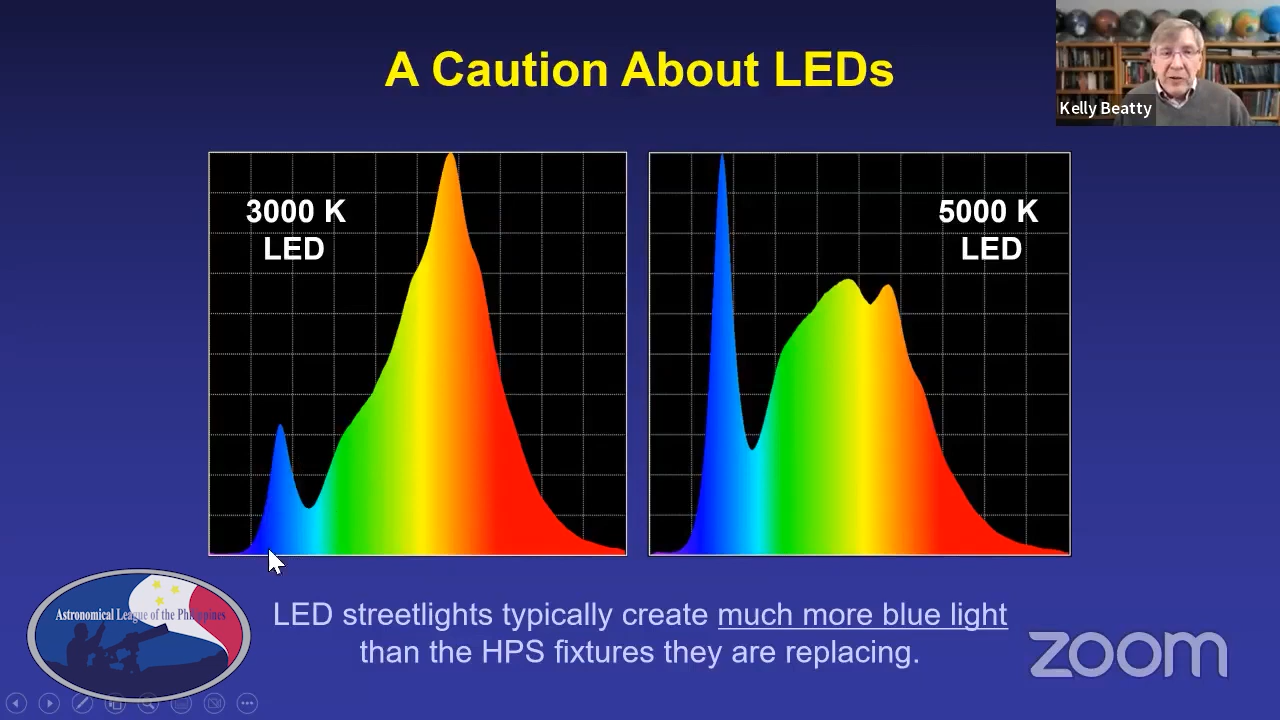 A Caution About LEDs
Kelly Beatty
3000 K
LED
5000 K
LED
Astronomical League of the Philippines
LED streetlights typically create much more blue light
than the HPS fixtures they are replacing.
zoom